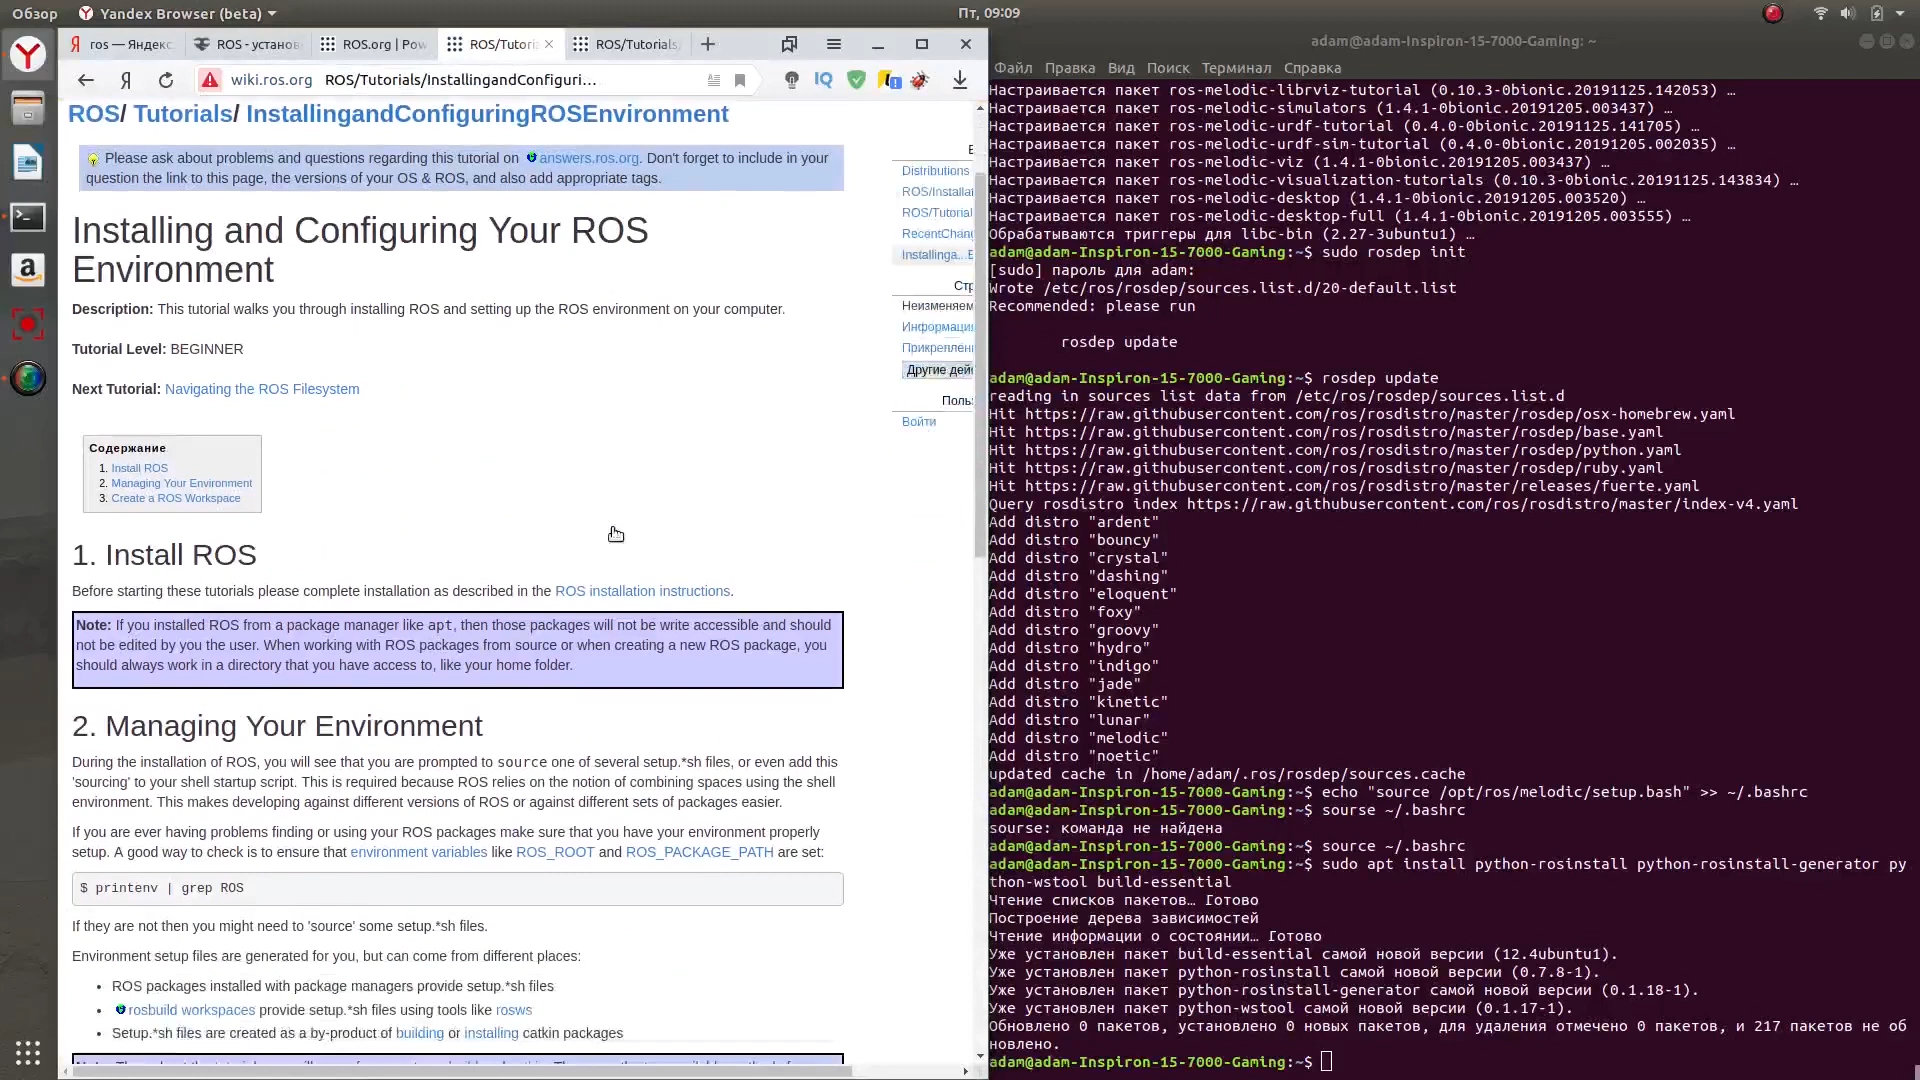 Обзор
Yandex Browser (beta)
Пт, 09:09
ros — Яндекс
ROS - установ
ROS.org | Pow
ROS/Tutori
ROS/Tutorials
wiki.ros.org ROS/Tutorials/InstallingandConfiguri…
ROS/ Tutorials/ InstallingandConfiguringROSEnvironment
Please ask about problems and questions regarding this tutorial on answers.ros.org. Don't forget to include in your
question the link to this page, the versions of your OS & ROS, and also add appropriate tags.
Installing and Configuring Your ROS
Environment
Description: This tutorial walks you through installing ROS and setting up the ROS environment on your computer.
Tutorial Level: BEGINNER
Next Tutorial: Navigating the ROS Filesystem
Содержание
1. Install ROS
2. Managing Your Environment
3. Create a ROS Workspace
1. Install ROS
Before starting these tutorials please complete installation as described in the ROS installation instructions.
Note: If you installed ROS from a package manager like apt, then those packages will not be write accessible and should
not be edited by you the user. When working with ROS packages from source or when creating a new ROS package, you
should always work in a directory that you have access to, like your home folder.
2. Managing Your Environment
During the installation of ROS, you will see that you are prompted to source one of several setup.*sh files, or even add this
'sourcing' to your shell startup script. This is required because ROS relies on the notion of combining spaces using the shell
environment. This makes developing against different versions of ROS or against different sets of packages easier.
If you are ever having problems finding or using your ROS packages make sure that you have your environment properly
setup. A good way to check is to ensure that environment variables like ROS_ROOT and ROS_PACKAGE_PATH are set:
$ printenv | grep ROS
If they are not then you might need to 'source' some setup.*sh files.
Environment setup files are generated for you, but can come from different places:
• ROS packages installed with package managers provide setup.*sh files
• rosbuild workspaces provide setup.*sh files using tools like rosws
• Setup.*sh files are created as a by-product of building or installing catkin packages
Distributions
ROS/Installat
ROS/Tutorial
RecentChang
Installinga...E
Стр
Неизменяем
Информация
Прикреплён
Другие дей
Поль
Войти
adam@adam-Inspiron-15-7000-Gaming: ~
Файл Правка Вид Поиск Терминал Справка
Настраивается пакет ros-melodic-librviz-tutorial (0.10.3-0bionic.20191125.142053) …
Настраивается пакет ros-melodic-simulators (1.4.1-0bionic.20191205.003437) …
Настраивается пакет ros-melodic-urdf-tutorial (0.4.0-0bionic.20191125.141705) …
Настраивается пакет ros-melodic-urdf-sim-tutorial (0.4.0-0bionic.20191205.002035) …
Настраивается пакет ros-melodic-viz (1.4.1-0bionic.20191205.003437) …
Настраивается пакет ros-melodic-visualization-tutorials (0.10.3-0bionic.20191125.143834) …
Настраивается пакет ros-melodic-desktop (1.4.1-0bionic.20191205.003520) …
Настраивается пакет ros-melodic-desktop-full (1.4.1-0bionic.20191205.003555) …
Обрабатываются триггеры для libc-bin (2.27-3ubuntu1) …
adam@adam-Inspiron-15-7000-Gaming:~$ sudo rosdep init
[sudo] пароль для adam:
Wrote /etc/ros/rosdep/sources.list.d/20-default.list
Recommended: please run
rosdep update
adam@adam-Inspiron-15-7000-Gaming:~$ rosdep update
reading in sources list data from /etc/ros/rosdep/sources.list.d
Hit https://raw.githubusercontent.com/ros/rosdistro/master/rosdep/osx-homebrew.yaml
Hit https://raw.githubusercontent.com/ros/rosdistro/master/rosdep/base.yaml
Hit https://raw.githubusercontent.com/ros/rosdistro/master/rosdep/python.yaml
Hit https://raw.githubusercontent.com/ros/rosdistro/master/rosdep/ruby.yaml
Hit https://raw.githubusercontent.com/ros/rosdistro/master/releases/fuerte.yaml
Query rosdistro index https://raw.githubusercontent.com/ros/rosdistro/master/index-v4.yaml
Add distro "ardent"
Add distro "bouncy"
Add distro "crystal"
Add distro "dashing"
Add distro "eloquent"
Add distro "foxy"
Add distro "groovy"
Add distro "hydro"
Add distro "indigo"
Add distro "jade"
Add distro "kinetic"
Add distro "lunar"
Add distro "melodic"
Add distro "noetic"
updated cache in /home/adam/.ros/rosdep/sources.cache
adam@adam-Inspiron-15-7000-Gaming:~$ echo "source /opt/ros/melodic/setup.bash" >> ~/.bashrc
adam@adam-Inspiron-15-7000-Gaming:~$ sourse ~/.bashrc
sourse: команда не найдена
adam@adam-Inspiron-15-7000-Gaming:~$ source ~/.bashrc
adam@adam-Inspiron-15-7000-Gaming:~$ sudo apt install python-rosinstall python-rosinstall-generator py
thon-wstool build-essential
Чтение списков пакетов… Готово
Построение дерева зависимостей
Чтение информации о состоянии… Готово
Уже установлен пакет build-essential самой новой версии (12.4ubuntu1).
Уже установлен пакет python-rosinstall самой новой версии (0.7.8-1).
Уже установлен пакет python-rosinstall-generator самой новой версии (0.1.18-1).
Уже установлен пакет python-wstool самой новой версии (0.1.17-1).
Обновлено 0 пакетов, установлено 0 новых пакетов, для удаления отмечено 0 пакетов, и 217 пакетов не об
новлено.
adam@adam-Inspiron-15-7000-Gaming:~$